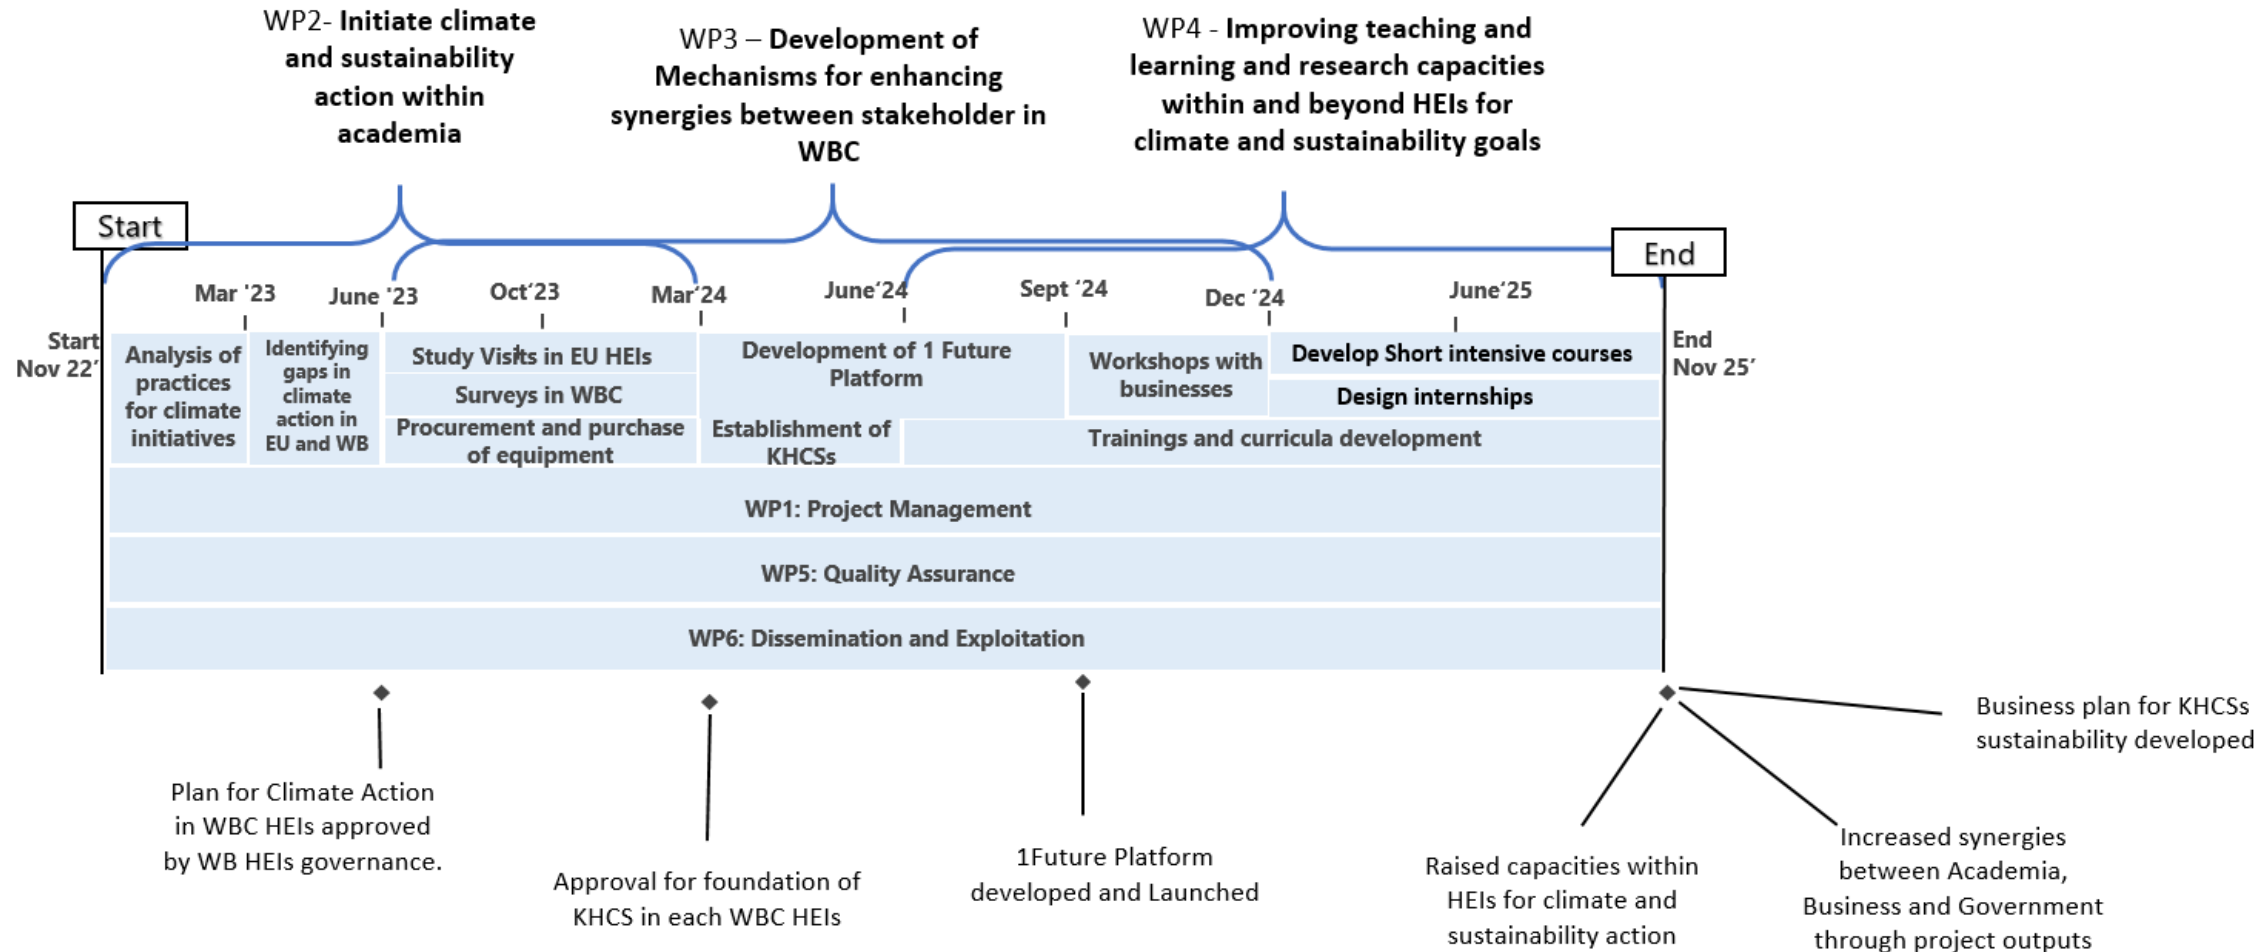 WP2- Initiate climate
and sustainability
action within
academia
WP3 – Development of
Mechanisms for enhancing
synergies between stakeholder in
WBC
WP4 - Improving teaching and
learning and research capacities
within and beyond HEIs for
climate and sustainability goals
Start
End
Mar '23
June '23
Oct‘23
Mar‘24
June‘24
Sept ‘24
Dec ‘24
June‘25
Start
Nov 22′
End
Nov 25′
Analysis of
practices
for climate
initiatives
Identifying
gaps in
climate
action in
EU and WB
Study Visits in EU HEIs
Surveys in WBC
Procurement and purchase
of equipment
Development of 1 Future
Platform
Establishment of
KHCSs
Workshops with
businesses
Develop Short intensive courses
Design internships
Trainings and curricula development
WP1: Project Management
WP5: Quality Assurance
WP6: Dissemination and Exploitation
Plan for Climate Action
in WBC HEIs approved
by WB HEIs governance.
Approval for foundation of
KHCS in each WBC HEIs
1Future Platform
developed and Launched
Raised capacities within
HEIs for climate and
sustainability action
Increased synergies
between Academia,
Business and Government
through project outputs
Business plan for KHCSs
sustainability developed